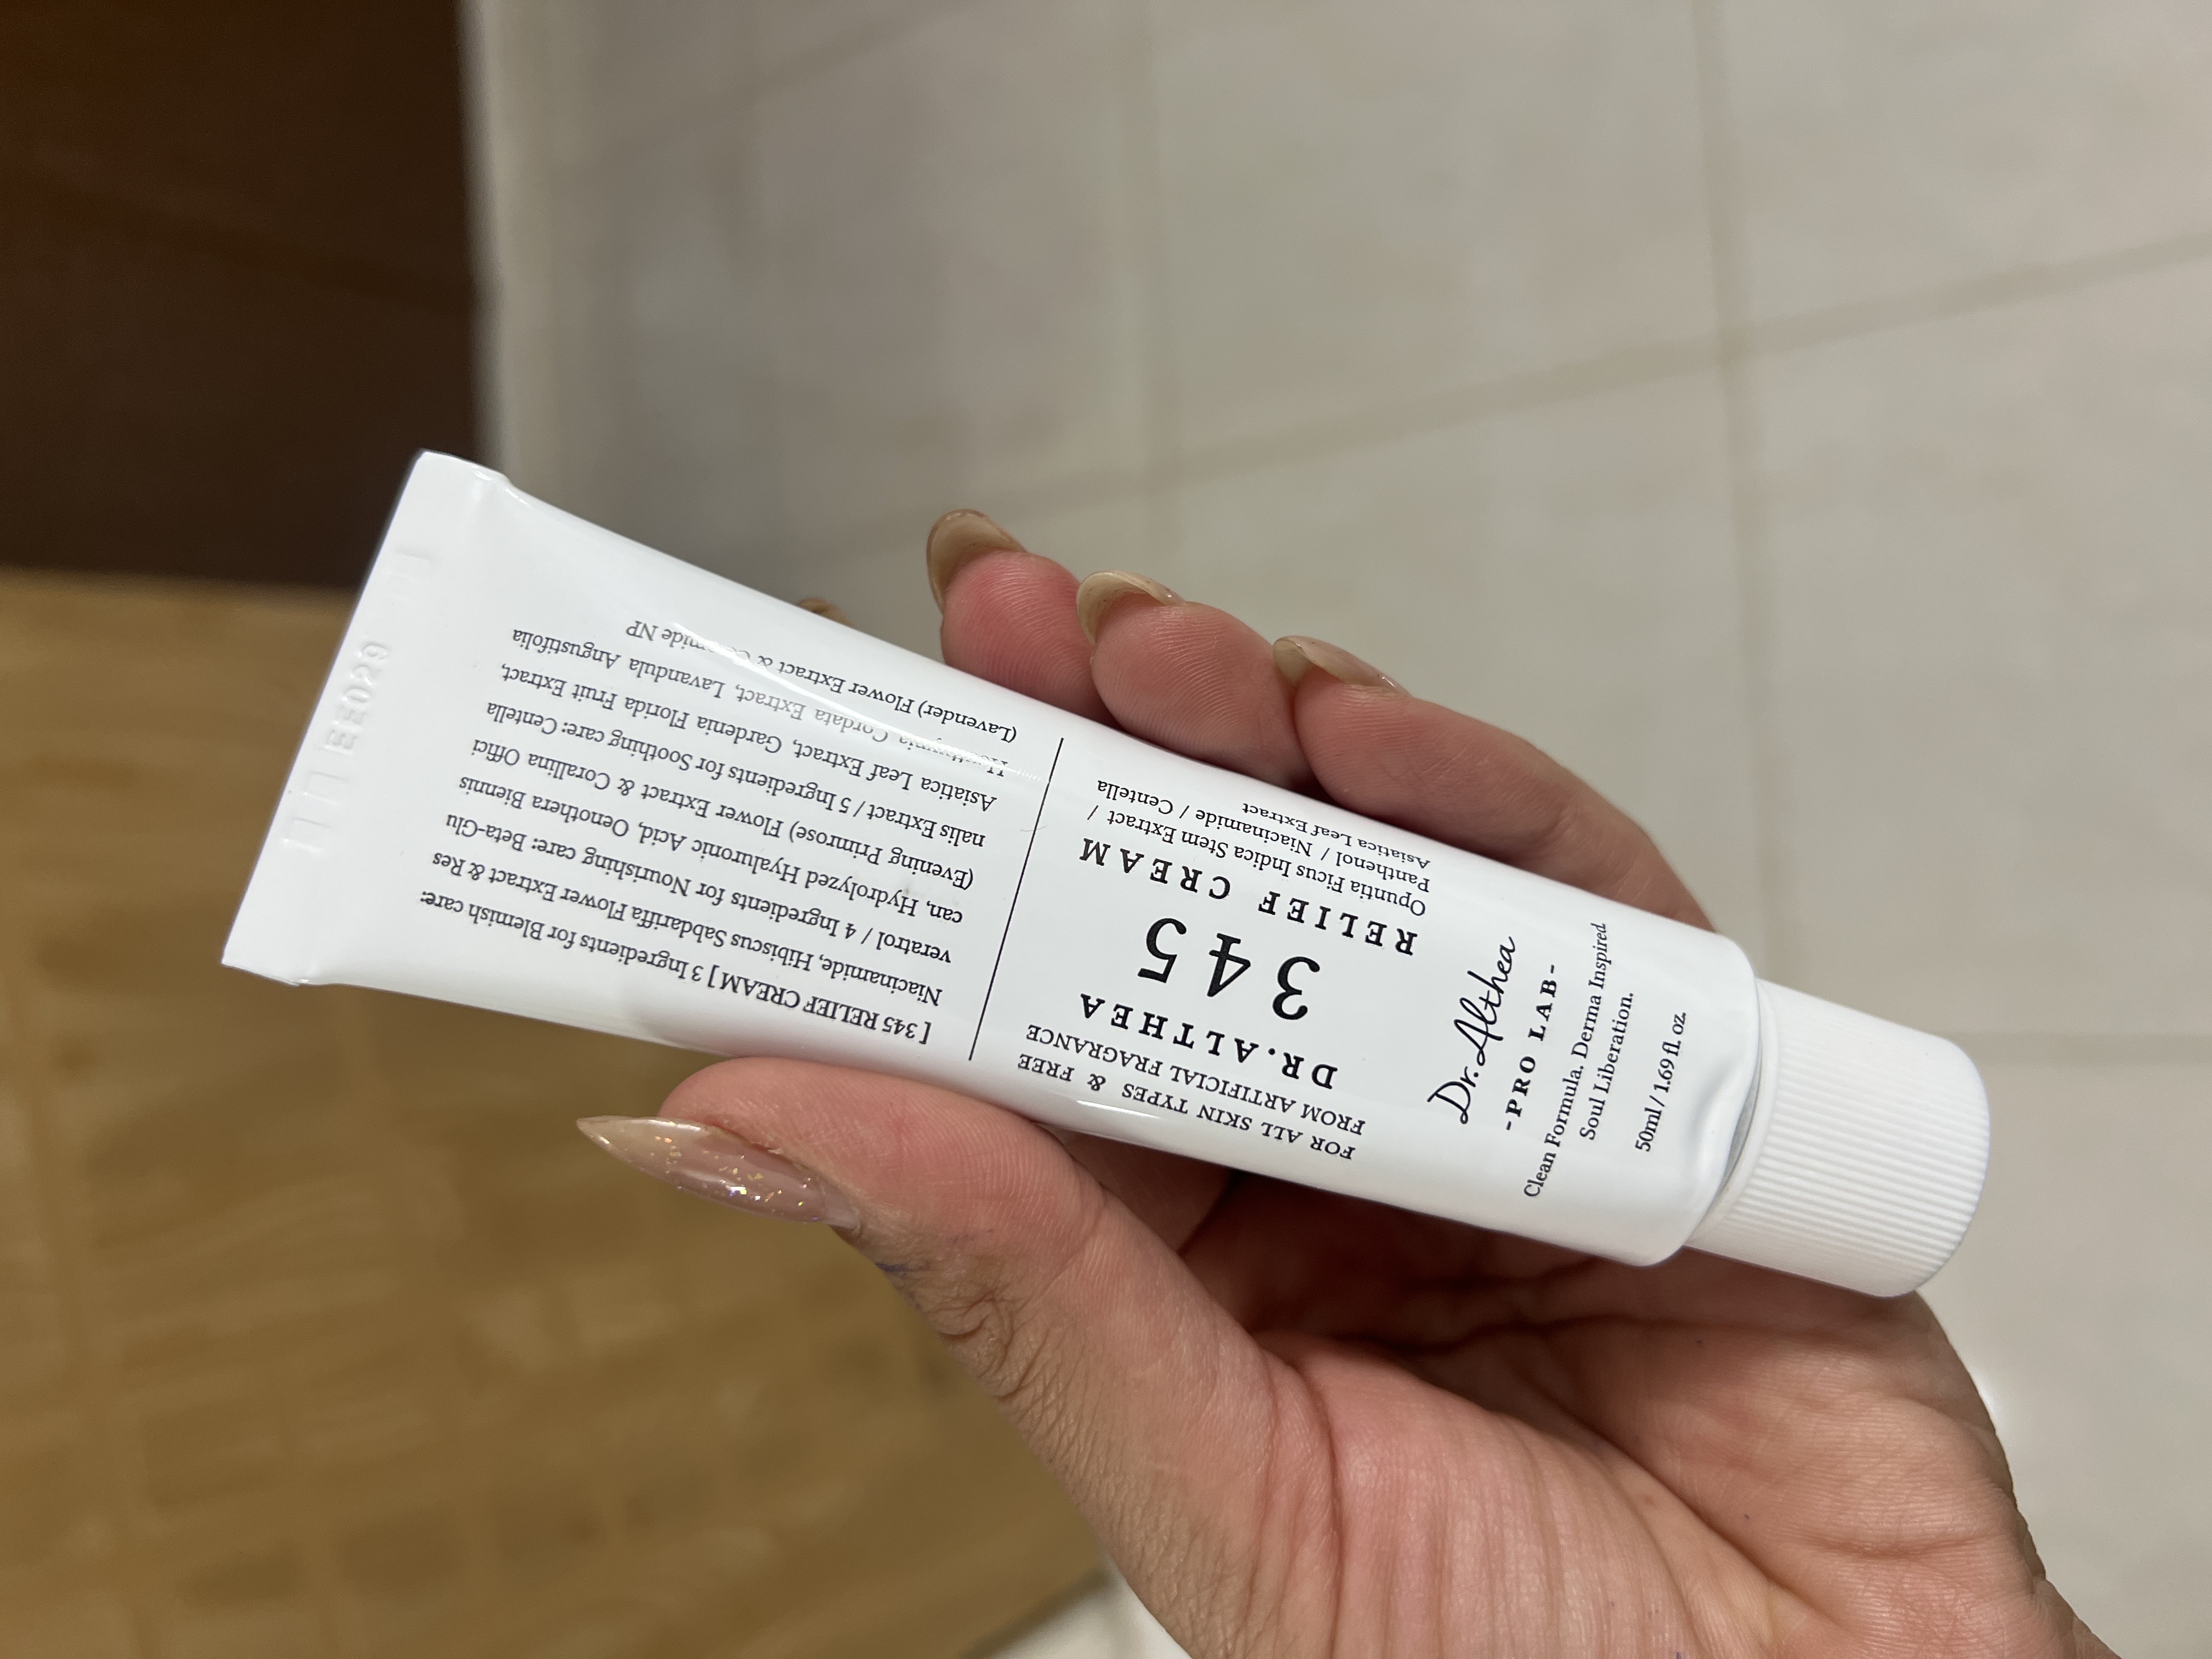 FOR ALL SKIN TYPES & FREE
FROM ARTIFICIAL FRAGRANCE
DR.ALTHEA
345
RELIEF CREAM
Opuntia Ficus Indica Stem Extract /
Panthenol / Niacinamide / Centella
Asiatica Leaf Extract
[ 345 RELIEF CREAM ] 3 Ingredients for Blemish care:
Niacinamide, Hibiscus Sabdariffa Flower Extract & Res
veratrol / 4 Ingredients for Nourishing care: Beta-Glu
can, Hydrolyzed Hyaluronic Acid, Oenothera Biennis
(Evening Primrose) Flower Extract & Corallina Offici
nalis Extract / 5 Ingredients for Soothing care: Centella
Asiatica Leaf Extract, Gardenia Florida Fruit Extract,
Houttuynia Cordata Extract, Lavandula Angustifolia
(Lavender) Flower Extract & Ceramide NP
Dr.Althea
-PRO LAB-
Clean Formula. Derma Inspired
Soul Liberation.
50ml / 1.69 fl. oz.
EE029